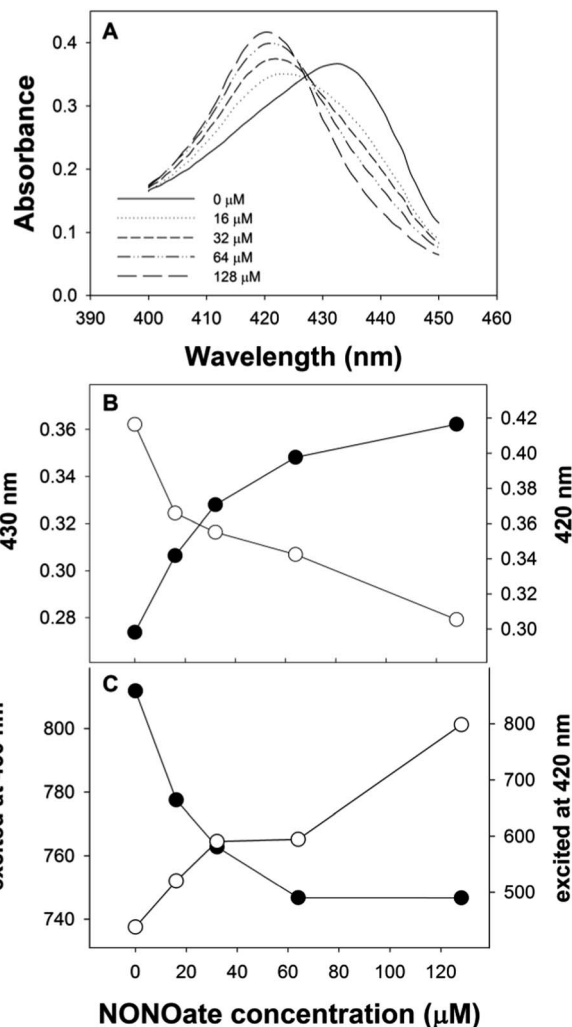 A
0.4
0.3
0.2
0.1
0.0
Absorbance
0 μM
16 μM
32 μM
64 μM
128 μM
390 400 410 420 430 440 450 460
Wavelength (nm)
B
0.36
0.34
0.32
0.30
0.28
430 nm
0.42
0.40
0.38
0.36
0.34
0.32
0.30
420 nm
C
800
780
760
740
800
700
600
500
excited at 420 nm
0 20 40 60 80 100 120
NONOate concentration (μM)